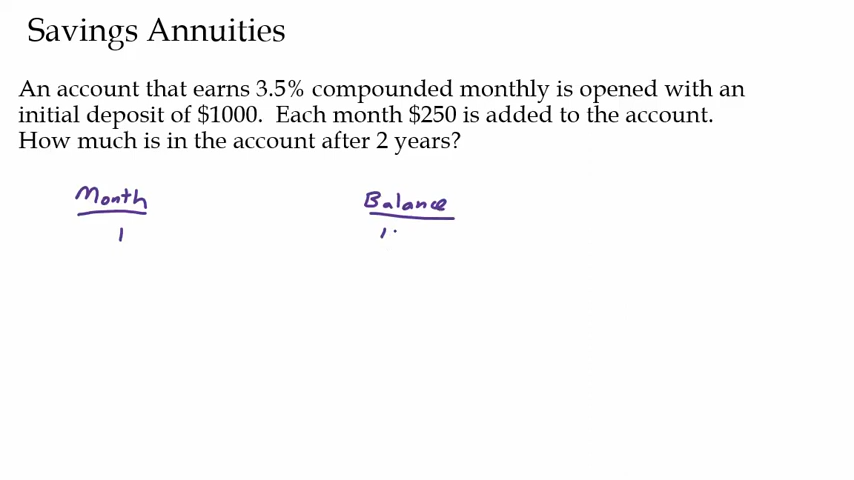 Savings Annuities
An account that earns 3.5% compounded monthly is opened with an
initial deposit of $1000. Each month $250 is added to the account.
How much is in the account after 2 years?
Month Balance
1 1